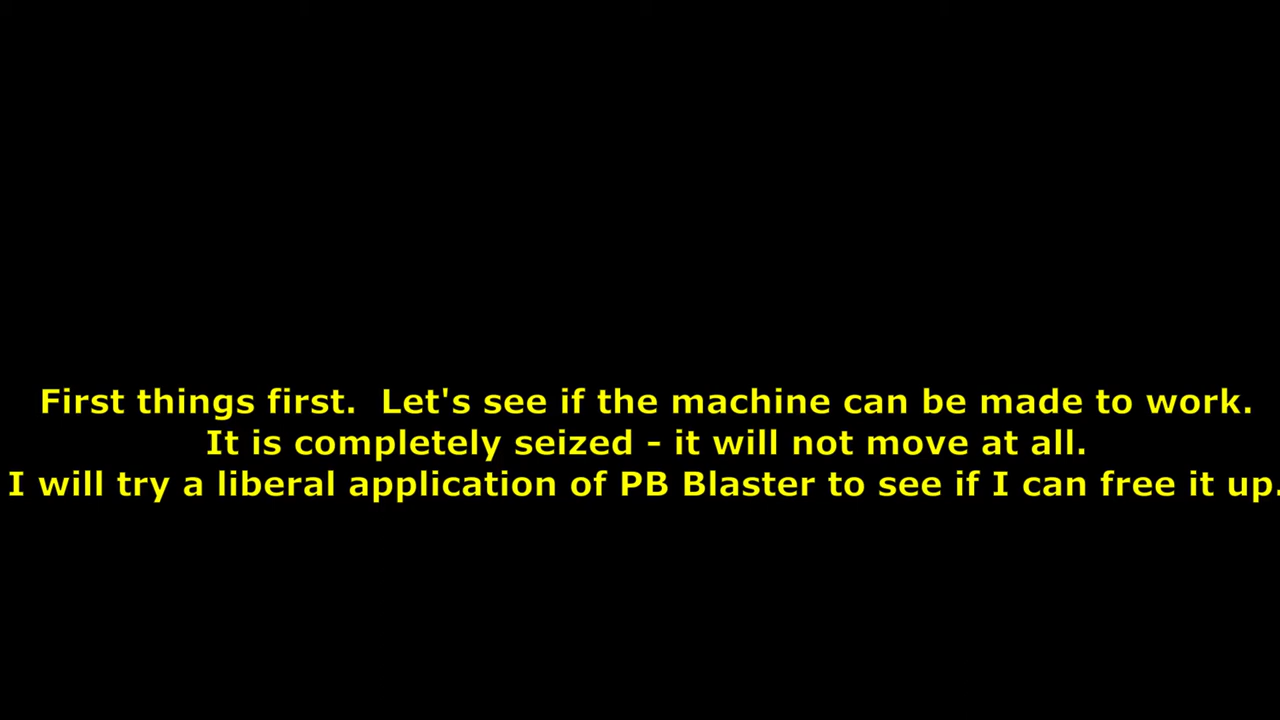 First things first.  Let's see if the machine can be made to work.
It is completely seized - it will not move at all.
I will try a liberal application of PB Blaster to see if I can free it up.